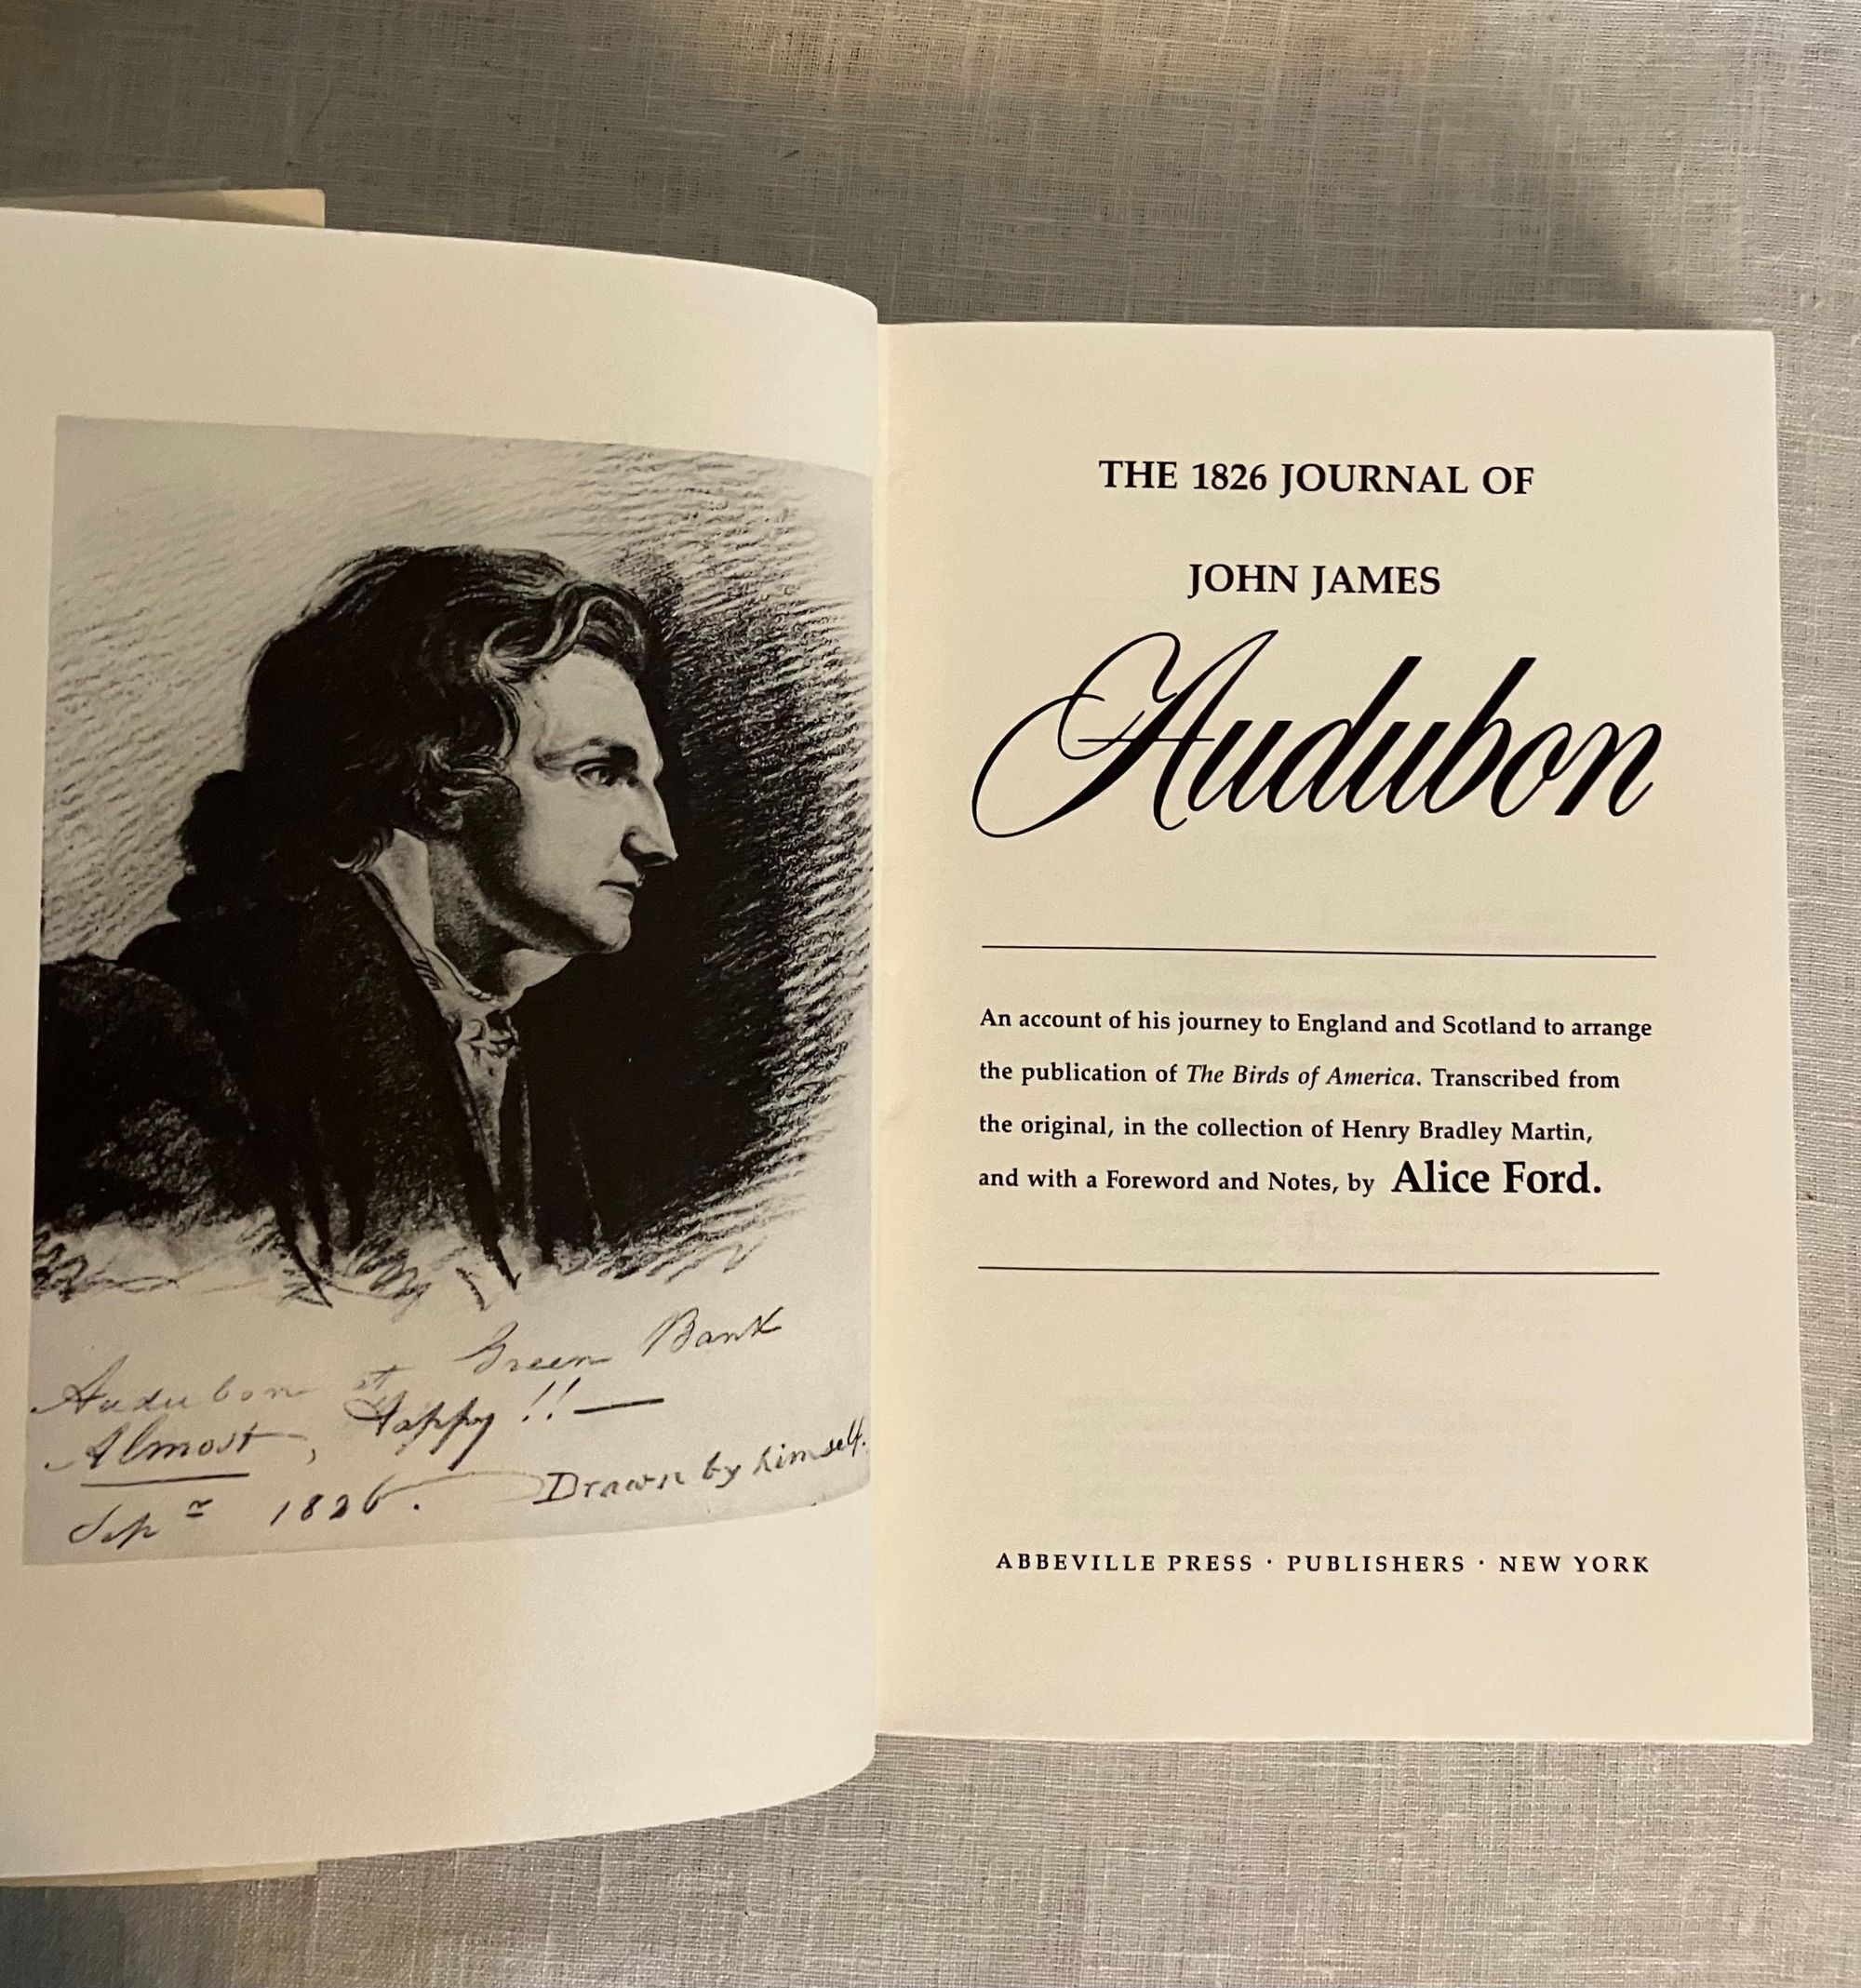 Audubon at Green Bank
Almost, Happy!!—
Sepr 1826. Drawn by himself.
THE 1826 JOURNAL OF
JOHN JAMES
Audubon
An account of his journey to England and Scotland to arrange
the publication of The Birds of America. Transcribed from
the original, in the collection of Henry Bradley Martin,
and with a Foreword and Notes, by Alice Ford.
ABBEVILLE PRESS · PUBLISHERS · NEW YORK